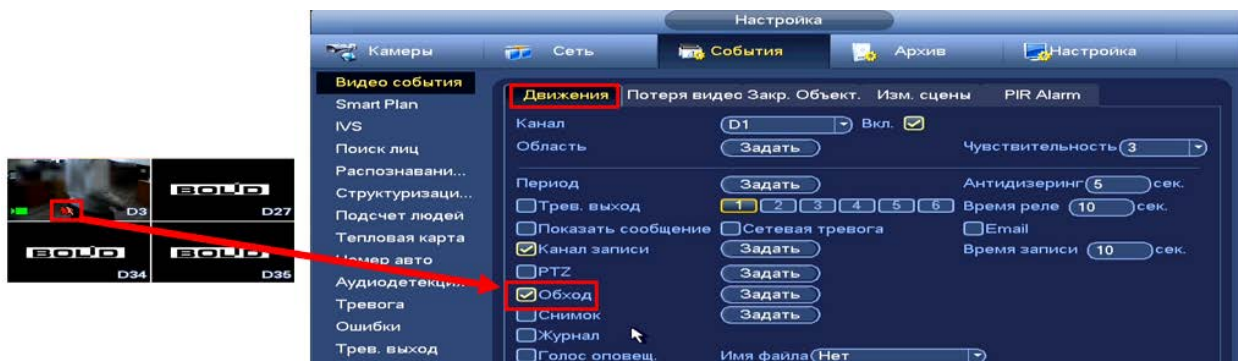 BOLID
D3
D27
BOLID
BOLID
D34
D35
Настройка
Камеры Сеть События Архив Настройка
Видео события
Smart Plan
IVS
Поиск лиц
Распознавани...
Структуризаци...
Подсчет людей
Тепловая карта
Номер авто
Аудиодетекци...
Тревога
Ошибки
Трев. выход
Движения Потеря видео Закр. Объект. Изм. сцены PIR Alarm
Канал D1 Вкл.
Область Задать Чувствительность 3
Период Задать Антидизеринг 5 сек.
Трев. выход 1 2 3 4 5 6 Время реле 10 сек.
Показать сообщение Сетевая тревога Email
Канал записи Задать Время записи 10 сек.
PTZ Задать
Обход Задать
Снимок Задать
Журнал
Голос оповещ. Имя файла Нет